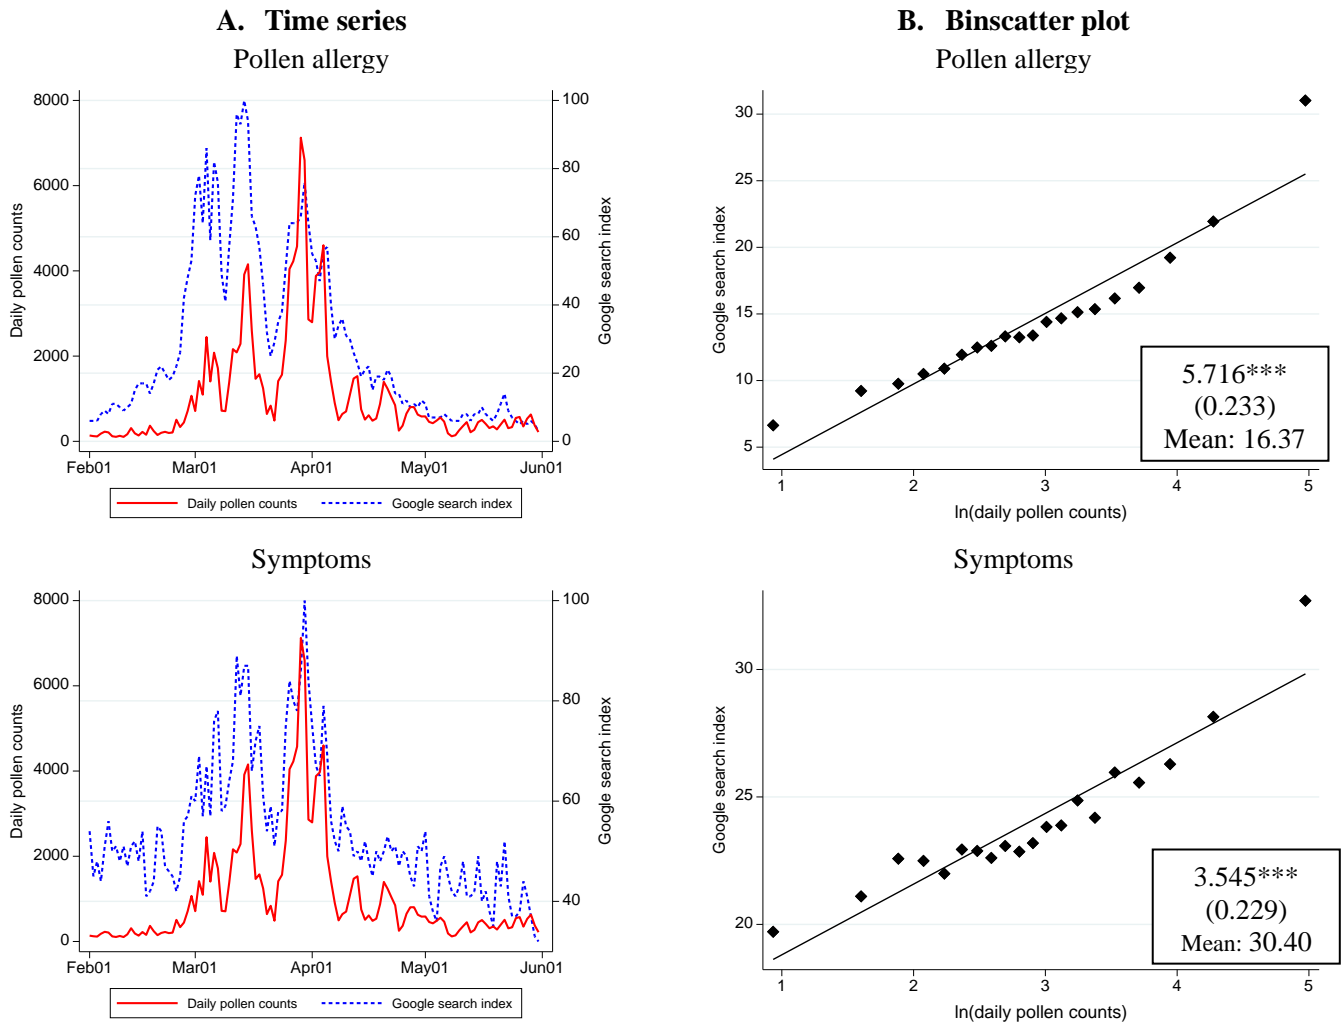 A. Time series
Pollen allergy
8000
6000
4000
2000
0
Daily pollen counts
100
80
60
40
20
0
Google search index
Feb01 Mar01 Apr01 May01 Jun01
Daily pollen counts Google search index
B. Binscatter plot
Pollen allergy
30
25
20
15
10
5
Google search index
5.716***
(0.233)
Mean: 16.37
1 2 3 4 5
ln(daily pollen counts)
Symptoms
8000
6000
4000
2000
0
Daily pollen counts
100
80
60
40
Google search index
Feb01 Mar01 Apr01 May01 Jun01
Daily pollen counts Google search index
Symptoms
30
25
20
Google search index
3.545***
(0.229)
Mean: 30.40
1 2 3 4 5
ln(daily pollen counts)